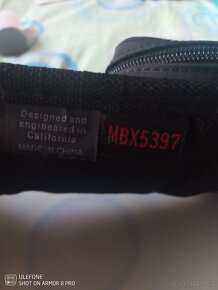 Designed and
engineered in
California
MADE IN CHINA
MBX5397
ULEFONE
SHOT ON ARMOR 6 PRO